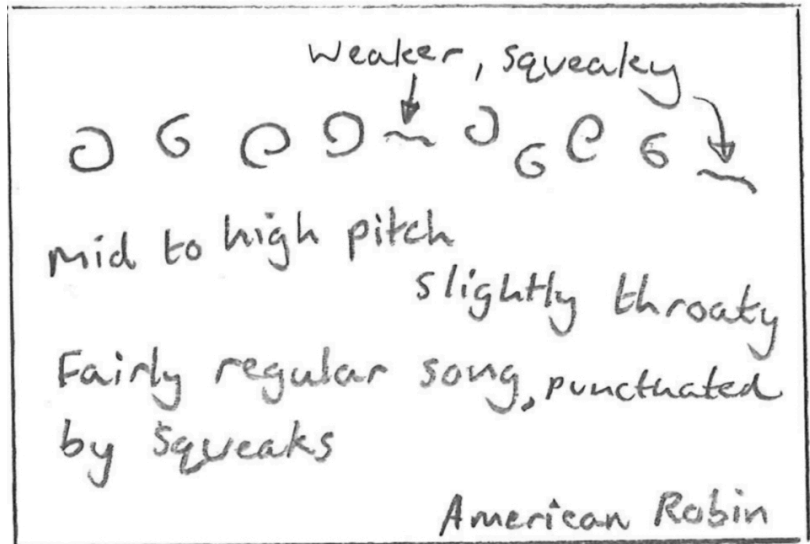 Weaker, squeaky
mid to high pitch
slightly throaty
Fairly regular song, punctuated
by squeaks
American Robin